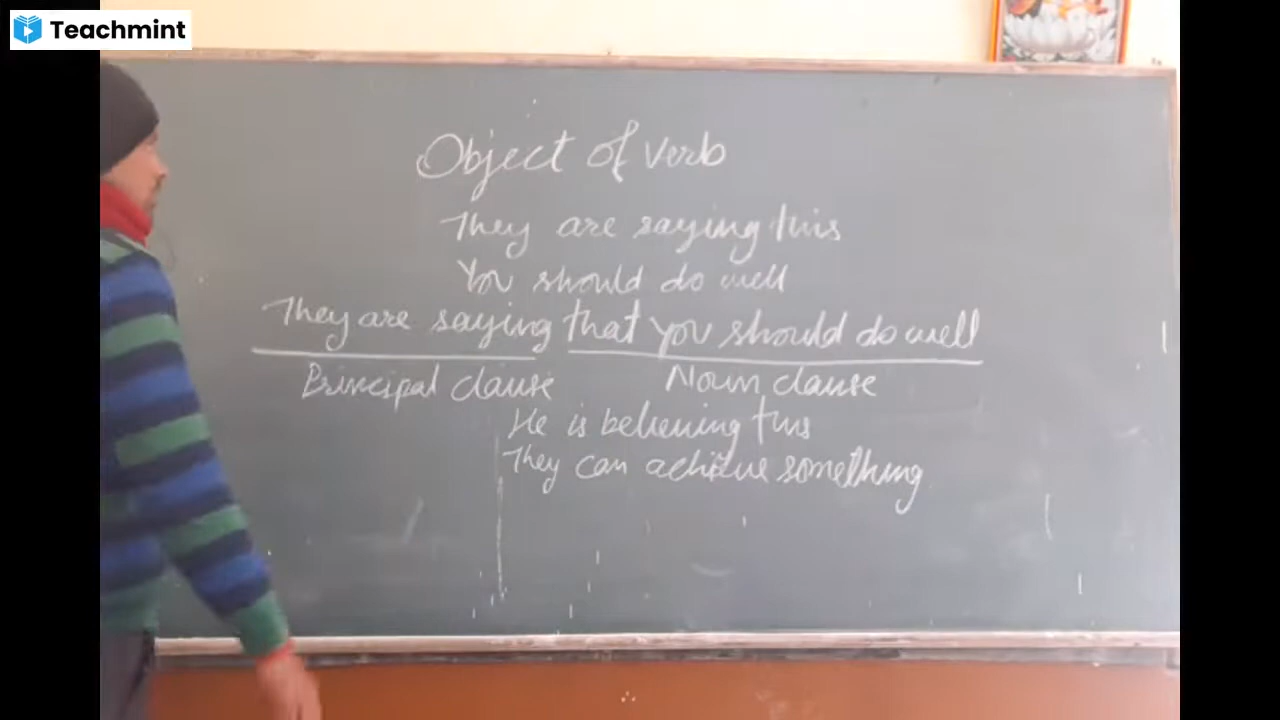 Teachmint
Object of verb
They are saying this
You should do well
They are saying that you should do well
Principal clause Noun clause
He is believing this
They can achieve something